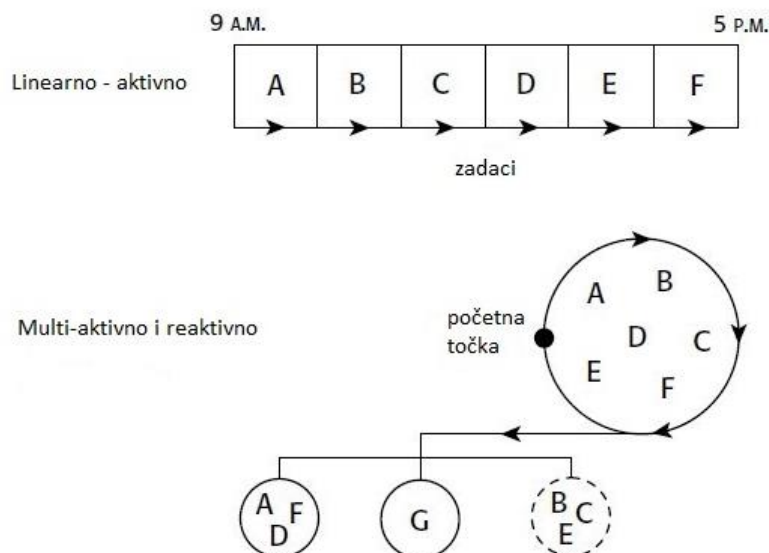 9 A.M. 5 P.M.
Linearno - aktivno
A B C D E F
zadaci
Multi-aktivno i reaktivno
početna
točka
A B
D C
E F
A F
D
G
B C
E